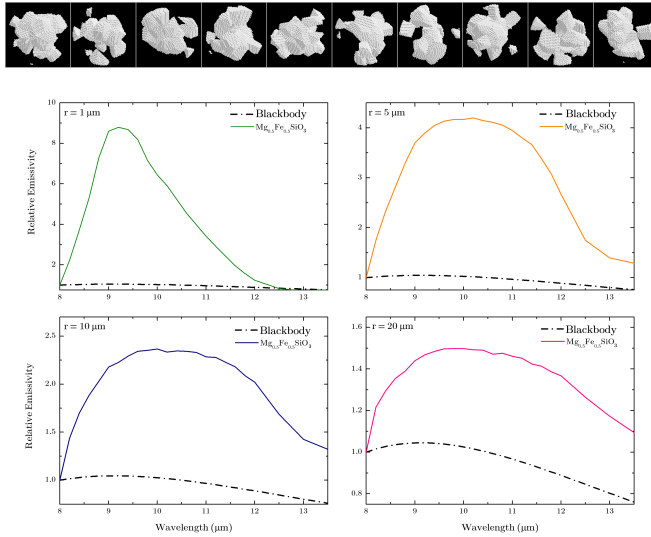 r = 1 μm
Blackbody
Mg0.5Fe0.5SiO3
10
8
6
4
2
8 9 10 11 12 13
Relative Emissivity
r = 5 μm
Blackbody
Mg0.5Fe0.5SiO3
4
3
2
1
8 9 10 11 12 13
r = 10 μm
Blackbody
Mg0.5Fe0.5SiO3
2.5
2.0
1.5
1.0
8 9 10 11 12 13
Relative Emissivity
Wavelength (μm)
r = 20 μm
Blackbody
Mg0.5Fe0.5SiO3
1.6
1.4
1.2
1.0
0.8
8 9 10 11 12 13
Wavelength (μm)